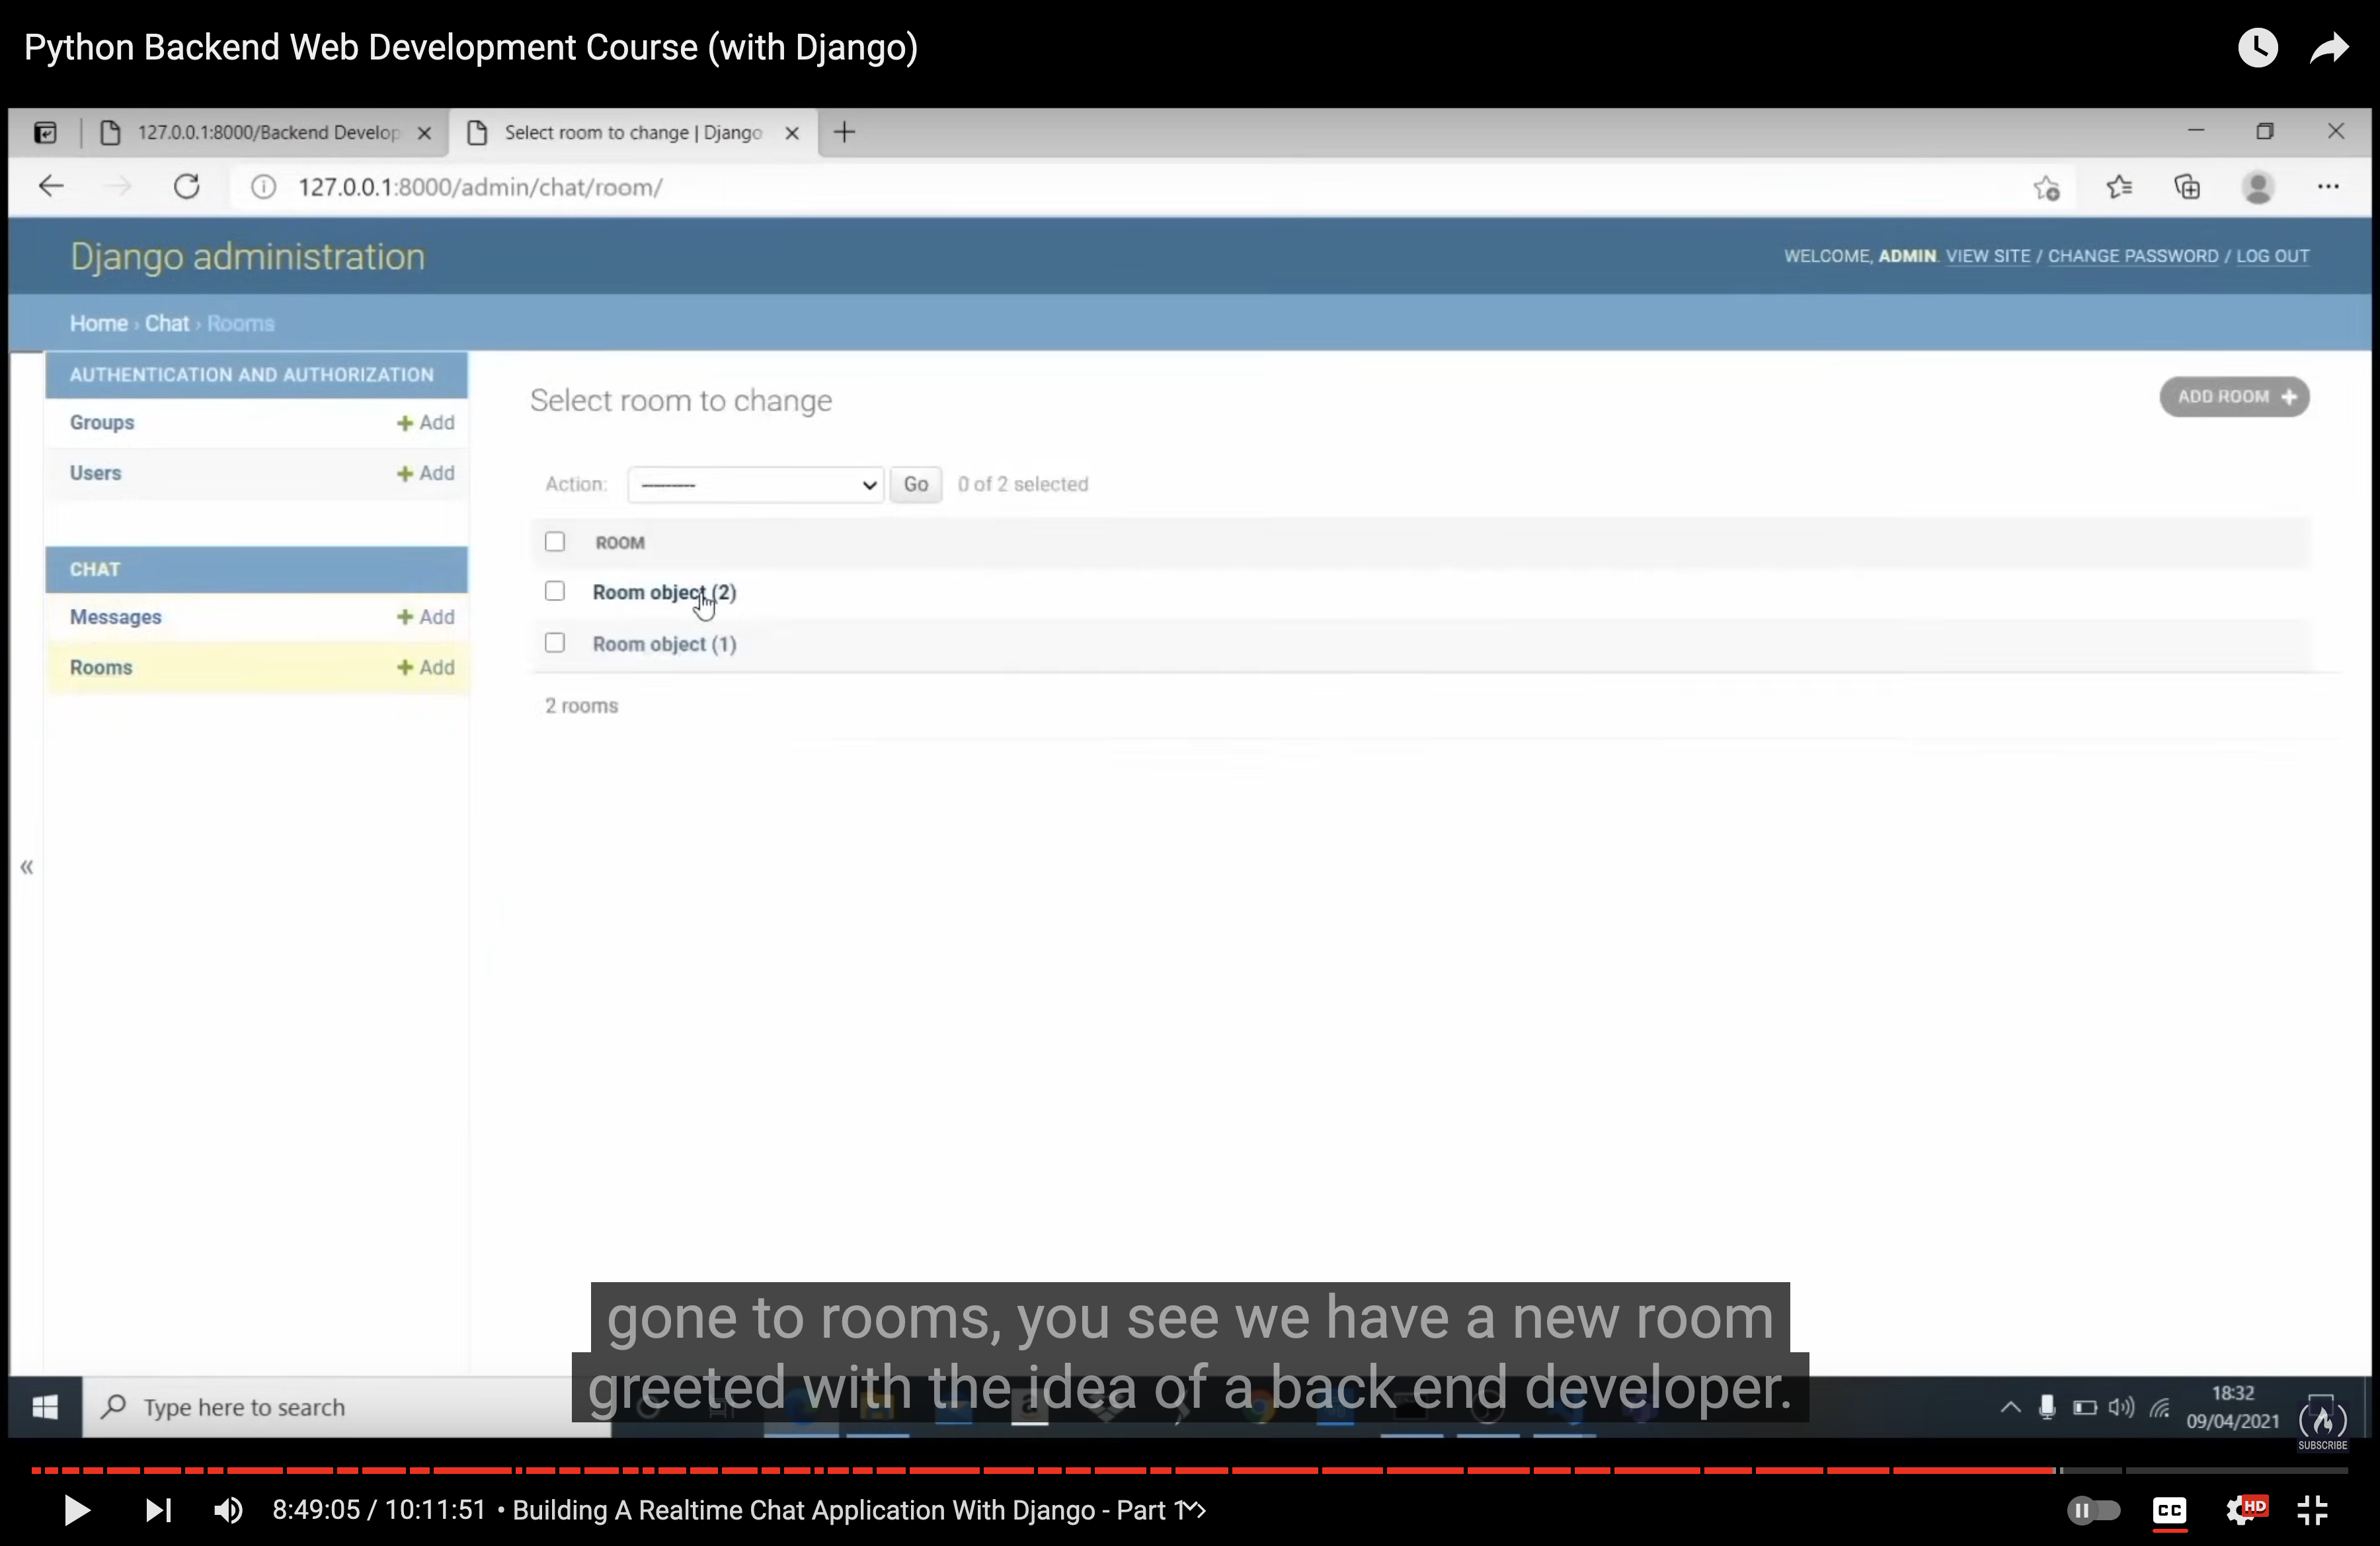 Python Backend Web Development Course (with Django)
127.0.0.1:8000/Backend Develop
Select room to change | Django
127.0.0.1:8000/admin/chat/room/
Django administration
WELCOME, ADMIN. VIEW SITE / CHANGE PASSWORD / LOG OUT
Home › Chat › Rooms
AUTHENTICATION AND AUTHORIZATION
Groups
+ Add
Users
+ Add
CHAT
Messages
+ Add
Rooms
+ Add
«
Select room to change
ADD ROOM +
Action:
---------
Go
0 of 2 selected
ROOM
Room object (2)
Room object (1)
2 rooms
gone to rooms, you see we have a new room
greeted with the idea of a back end developer.
Type here to search
18:32
09/04/2021
SUBSCRIBE
8:49:05 / 10:11:51 • Building A Realtime Chat Application With Django - Part 1
CC
HD